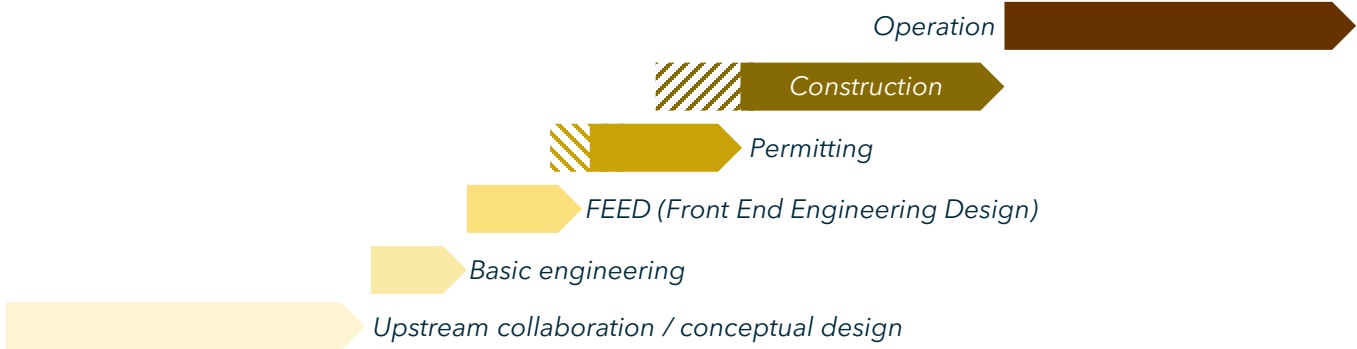 Operation
Construction
Permitting
FEED (Front End Engineering Design)
Basic engineering
Upstream collaboration / conceptual design